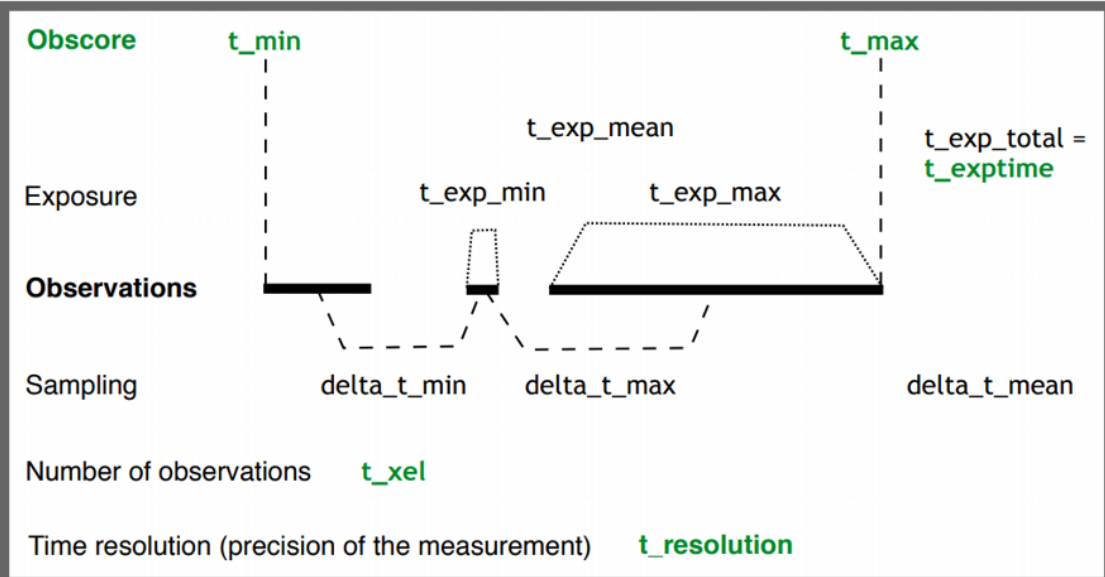 Obscore t_min t_max
t_exp_mean
t_exp_total =
t_exptime
Exposure t_exp_min t_exp_max
Observations
Sampling delta_t_min delta_t_max delta_t_mean
Number of observations t_xel
Time resolution (precision of the measurement) t_resolution